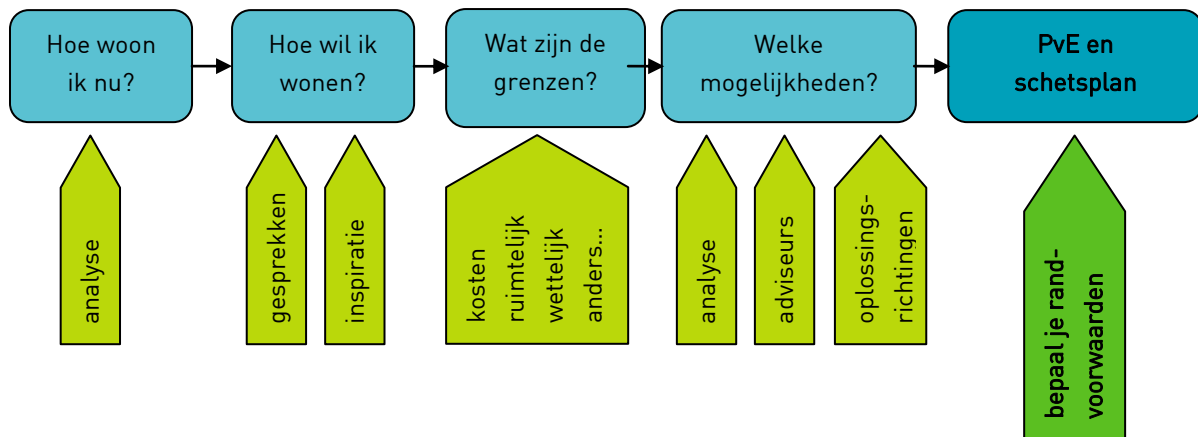 Hoe woon
ik nu?
Hoe wil ik
wonen?
Wat zijn de
grenzen?
Welke
mogelijkheden?
PvE en
schetsplan
analyse
gesprekken
inspiratie
kosten
ruimtelijk
wettelijk
anders...
analyse
adviseurs
oplossings-
richtingen
bepaal je rand-
voorwaarden